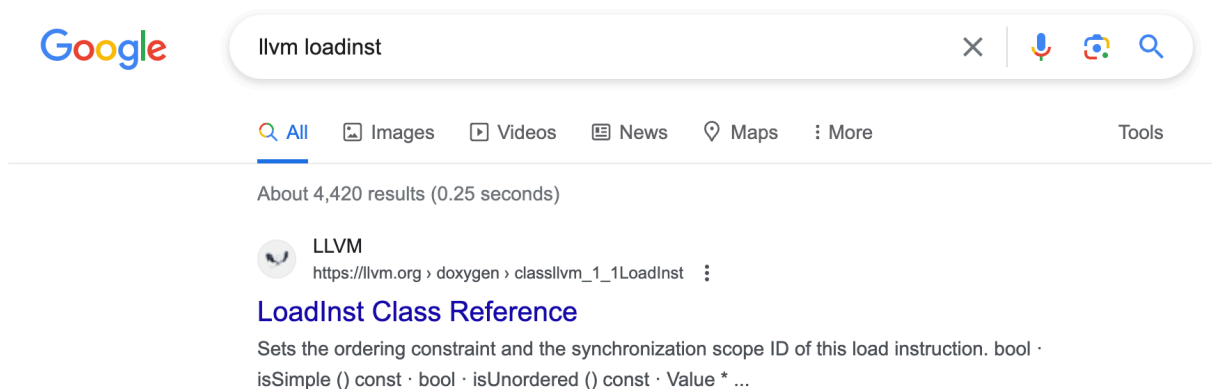 Google
llvm loadinst
All Images Videos News Maps More Tools
About 4,420 results (0.25 seconds)
LLVM
https://llvm.org › doxygen › classllvm_1_1LoadInst
LoadInst Class Reference
Sets the ordering constraint and the synchronization scope ID of this load instruction. bool ·
isSimple () const · bool · isUnordered () const · Value * ...